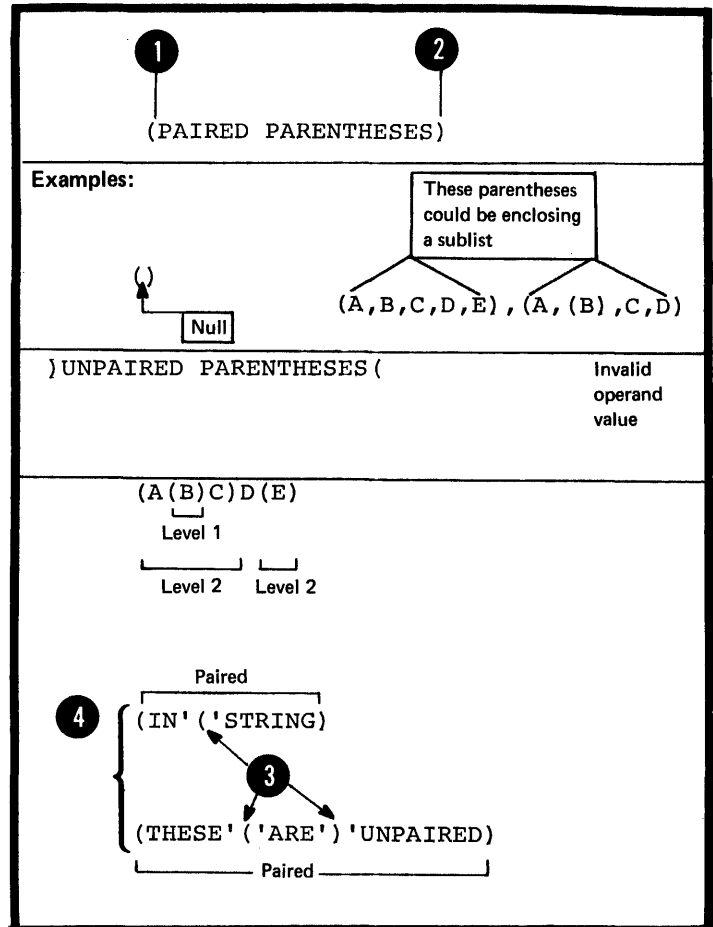 1 2
(PAIRED PARENTHESES)
Examples:
These parentheses
could be enclosing
a sublist
()
(A,B,C,D,E),(A,(B),C,D)
Null
)UNPAIRED PARENTHESES(
Invalid
operand
value
(A(B)C)D(E)
Level 1
Level 2 Level 2
Paired
4
(IN'('STRING)
3
(THESE'('ARE')'UNPAIRED)
Paired